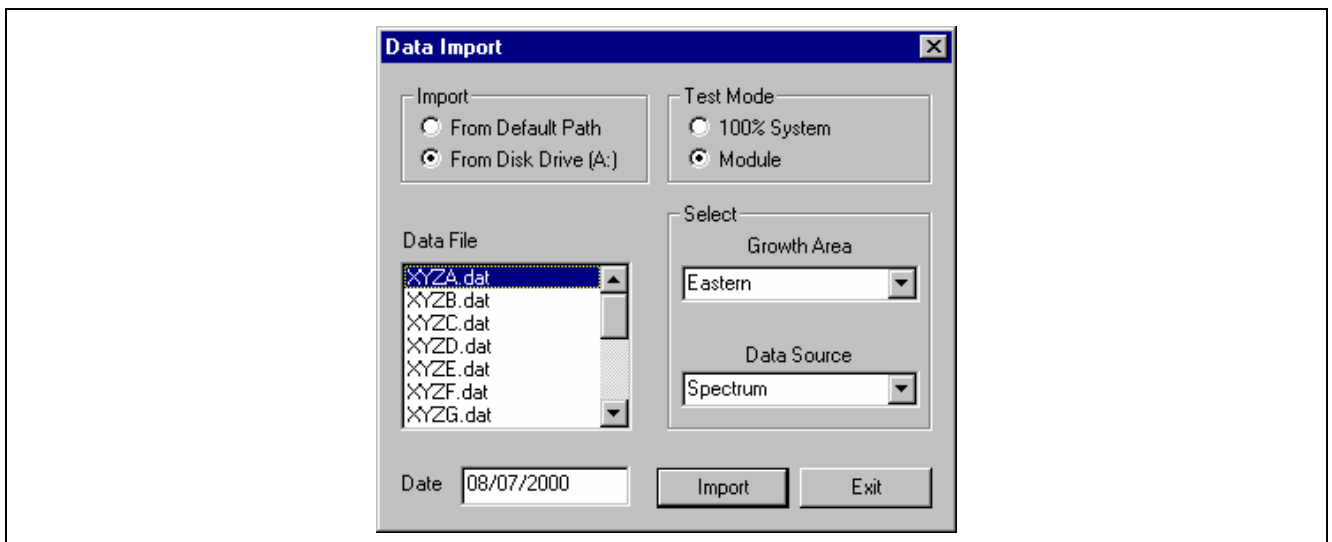 Data Import
Import
From Default Path
From Disk Drive (A:)
Test Mode
100% System
Module
Data File
XYZA.dat
XYZB.dat
XYZC.dat
XYZD.dat
XYZE.dat
XYZF.dat
XYZG.dat
Select
Growth Area
Eastern
Data Source
Spectrum
Date 08/07/2000
Import Exit